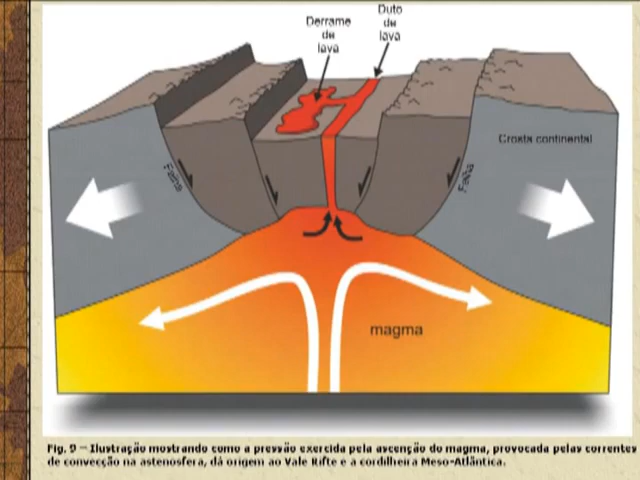 Derrame
de
lava
Duto
de
lava
Crosta continental
Falha
Falha
magma
Fig. 9 – Ilustração mostrando como a pressão exercida pela ascenção do magma, provocada pelas correntes
de convecção na astenosfera, dá origem ao Vale Rifte e a cordilheira Meso-Atlântica.